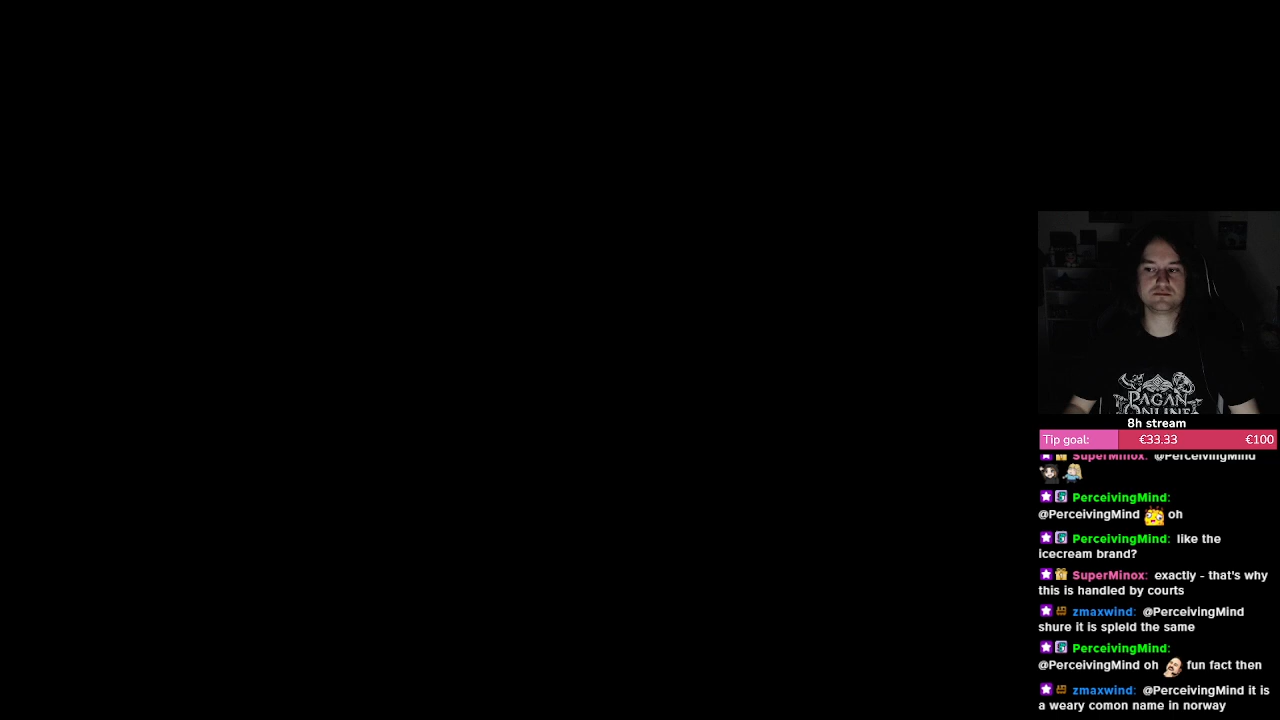 PAGAN
ONLINE
8h stream
Tip goal: €33.33 €100
SuperMinox: @PerceivingMind
PerceivingMind:
@PerceivingMind oh
PerceivingMind: like the
icecream brand?
SuperMinox: exactly - that's why
this is handled by courts
zmaxwind: @PerceivingMind
shure it is spleld the same
PerceivingMind:
@PerceivingMind oh fun fact then
zmaxwind: @PerceivingMind it is
a weary comon name in norway